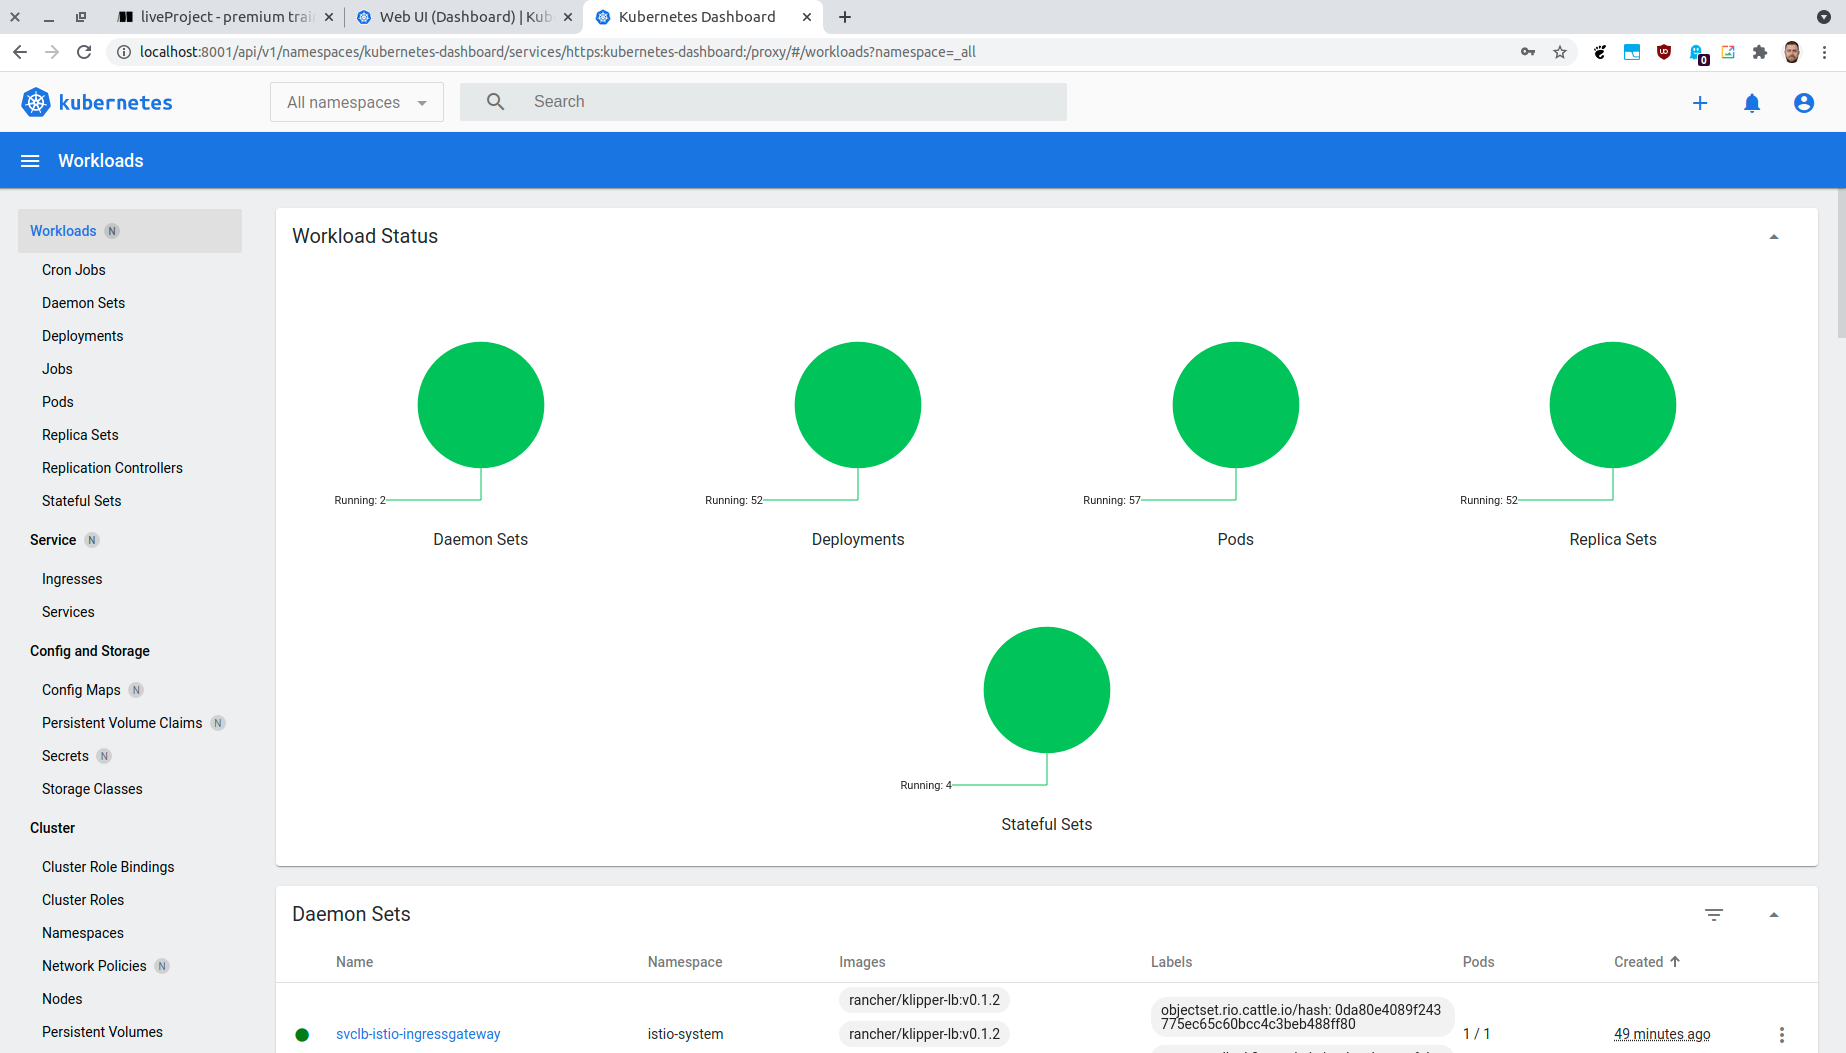 liveProject - premium trai
Web UI (Dashboard) | Kub
Kubernetes Dashboard
localhost:8001/api/v1/namespaces/kubernetes-dashboard/services/https:kubernetes-dashboard:/proxy/#/workloads?namespace=_all
0
kubernetes
All namespaces
Search
Workloads
Workloads N
Cron Jobs
Daemon Sets
Deployments
Jobs
Pods
Replica Sets
Replication Controllers
Stateful Sets
Service N
Ingresses
Services
Config and Storage
Config Maps N
Persistent Volume Claims N
Secrets N
Storage Classes
Cluster
Cluster Role Bindings
Cluster Roles
Namespaces
Network Policies N
Nodes
Persistent Volumes
Workload Status
Running: 2
Daemon Sets
Running: 52
Deployments
Running: 57
Pods
Running: 52
Replica Sets
Running: 4
Stateful Sets
Daemon Sets
Name Namespace Images Labels Pods Created
svclb-istio-ingressgateway
istio-system
rancher/klipper-lb:v0.1.2
rancher/klipper-lb:v0.1.2
objectset.rio.cattle.io/hash: 0da80e4089f243
775ec65c60bcc4c3beb488ff80
1 / 1
49 minutes ago